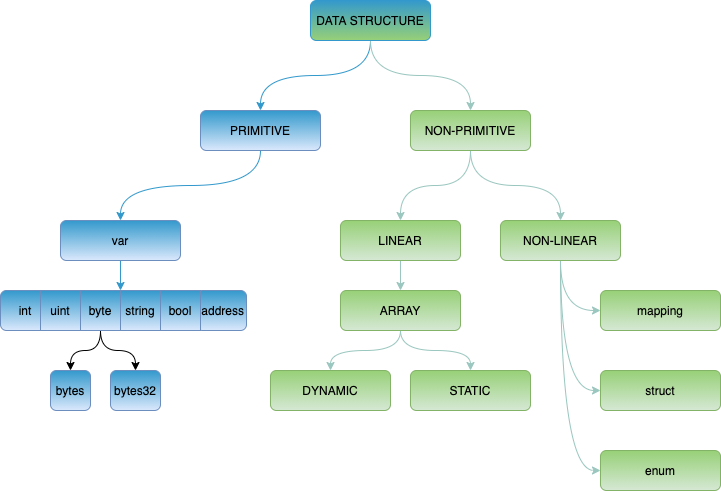 DATA STRUCTURE
PRIMITIVE
NON-PRIMITIVE
var
LINEAR
NON-LINEAR
int uint byte string bool address
ARRAY
mapping
bytes
bytes32
DYNAMIC
STATIC
struct
enum